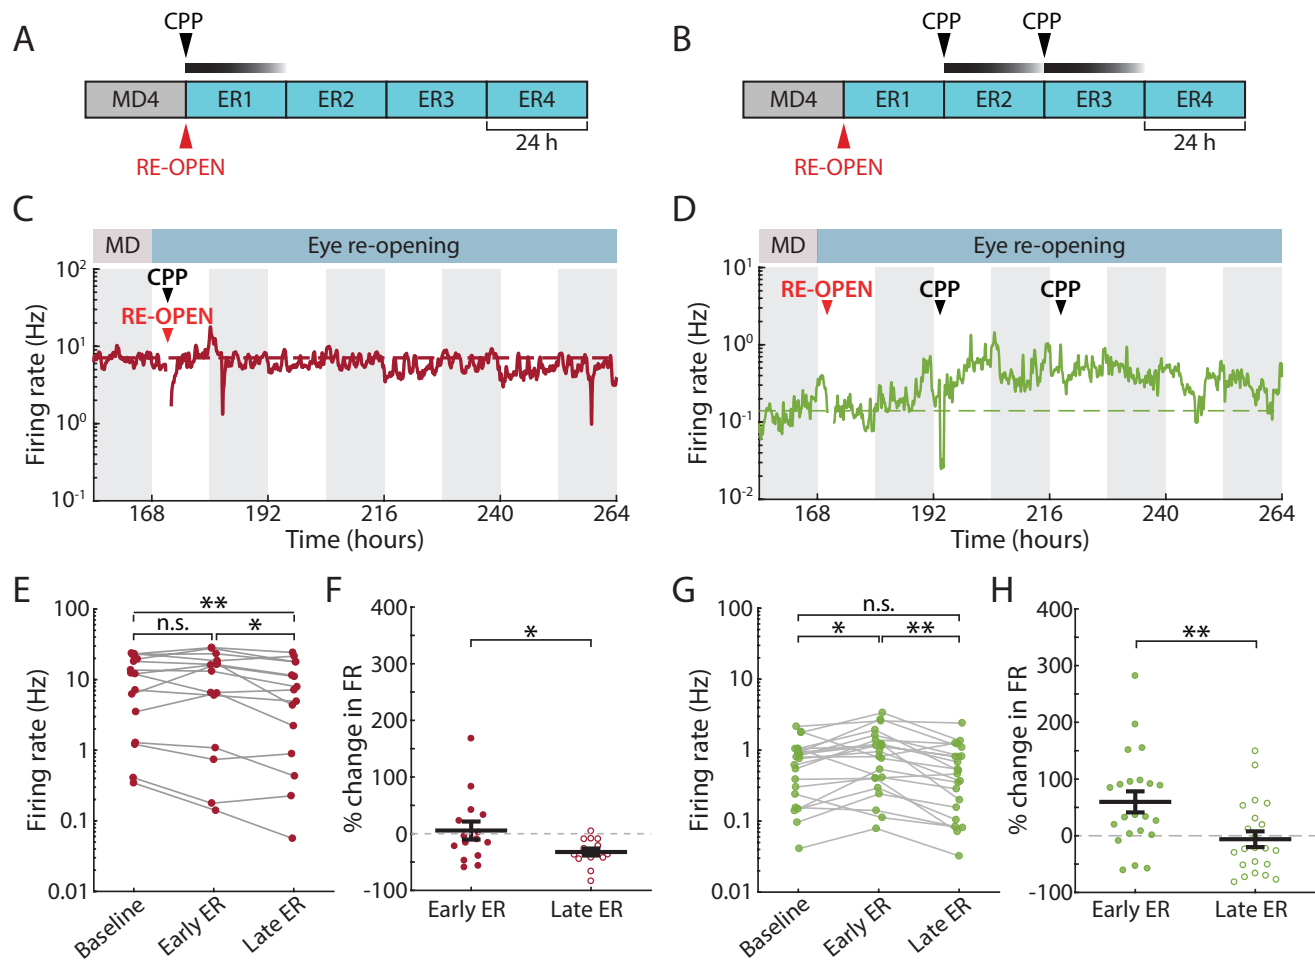 A
CPP
MD4 ER1 ER2 ER3 ER4
RE-OPEN
24 h
B
CPP CPP
MD4 ER1 ER2 ER3 ER4
RE-OPEN
24 h
C
MD Eye re-opening
CPP
RE-OPEN
Firing rate (Hz)
10²
10¹
10⁰
10⁻¹
168 192 216 240 264
Time (hours)
D
MD Eye re-opening
RE-OPEN CPP CPP
Firing rate (Hz)
10¹
10⁰
10⁻¹
10⁻²
168 192 216 240 264
Time (hours)
E
**
n.s. *
Firing rate (Hz)
100
10
1
0.1
0.01
Baseline Early ER Late ER
F
*
% change in FR
400
300
200
100
0
-100
Early ER Late ER
G
n.s.
* **
Firing rate (Hz)
100
10
1
0.1
0.01
Baseline Early ER Late ER
H
**
% change in FR
400
300
200
100
0
-100
Early ER Late ER